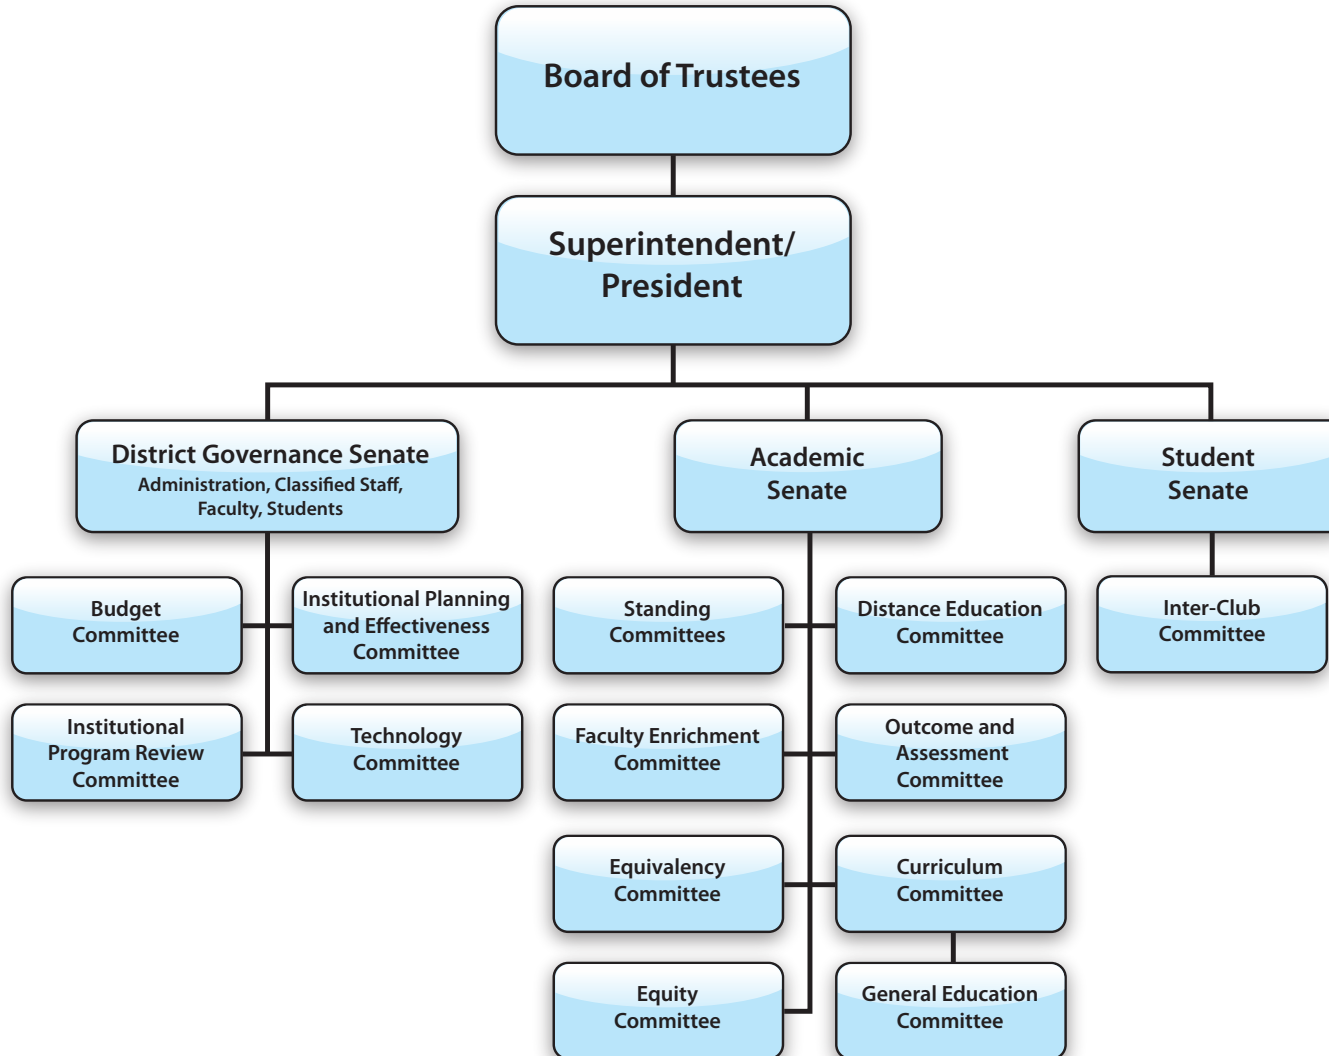 Board of Trustees
Superintendent/
President
District Governance Senate
Administration, Classified Staff,
Faculty, Students
Academic
Senate
Student
Senate
Budget
Committee
Institutional Planning
and Effectiveness
Committee
Standing
Committees
Distance Education
Committee
Inter-Club
Committee
Institutional
Program Review
Committee
Technology
Committee
Faculty Enrichment
Committee
Outcome and
Assessment
Committee
Equivalency
Committee
Curriculum
Committee
Equity
Committee
General Education
Committee